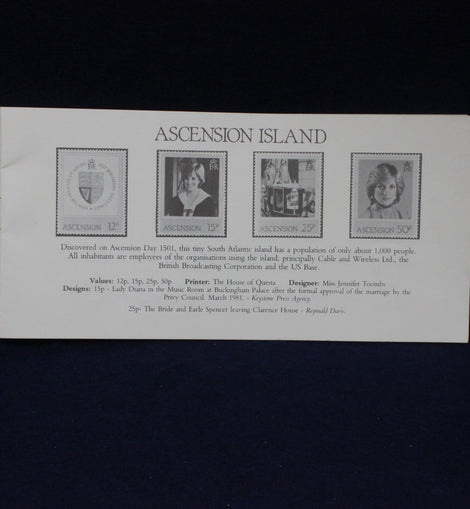 ASCENSION ISLAND
ASCENSION 12p
ASCENSION 15p
ASCENSION 25p
ASCENSION 50p
Discovered on Ascension Day 1501, this tiny South Atlantic island has a population of only about 1,000 people.
All inhabitants are employees of the organisations using the island; principally Cable and Wireless Ltd., the
British Broadcasting Corporation and the US Base.
Values: 12p, 15p, 25p, 50p Printer: The House of Questa Designer: Miss Jennifer Toombs
Designs: 15p - Lady Diana in the Music Room at Buckingham Palace after the formal approval of the marriage by the
Privy Council. March 1981. - Keystone Press Agency.
25p- The Bride and Earle Spencer leaving Clarence House - Reginald Davis.